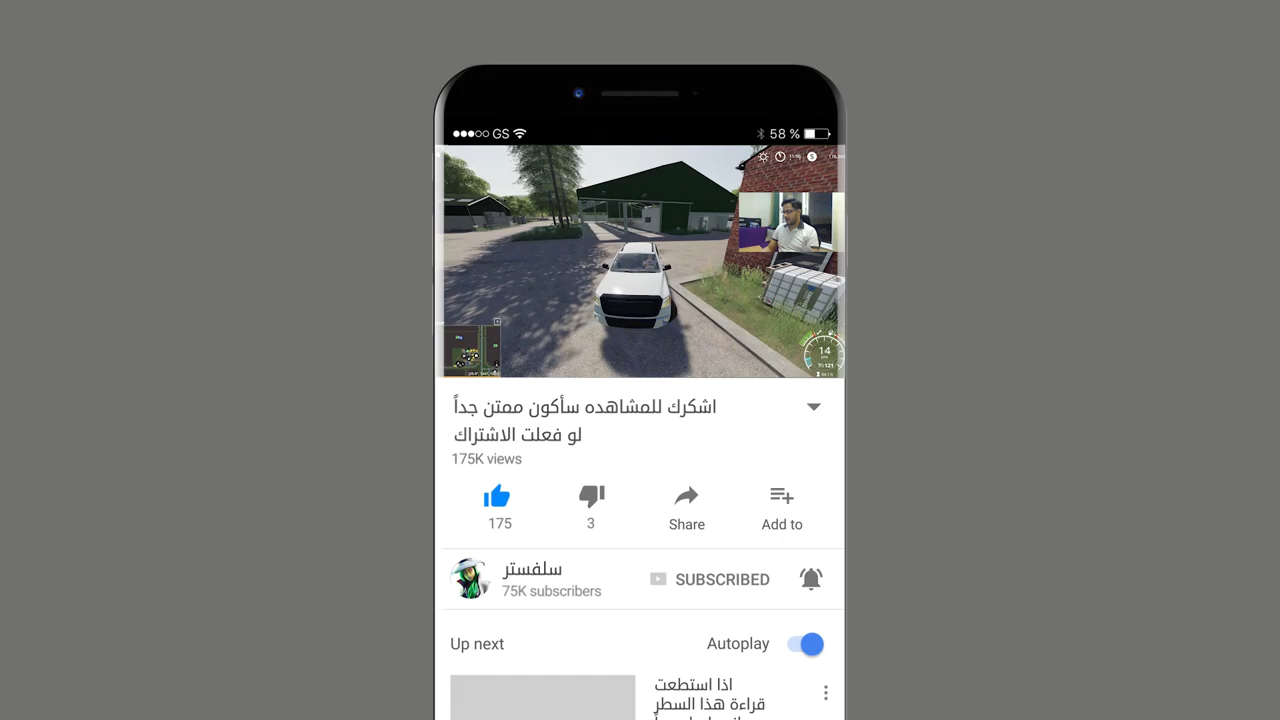 GS
58 %
14
اشكرك للمشاهده سأكون ممتن جداً
لو فعلت الاشتراك
175K views
175
3
Share
Add to
سلفستر
75K subscribers
SUBSCRIBED
Up next
Autoplay
اذا استطعت
قراءة هذا السطر